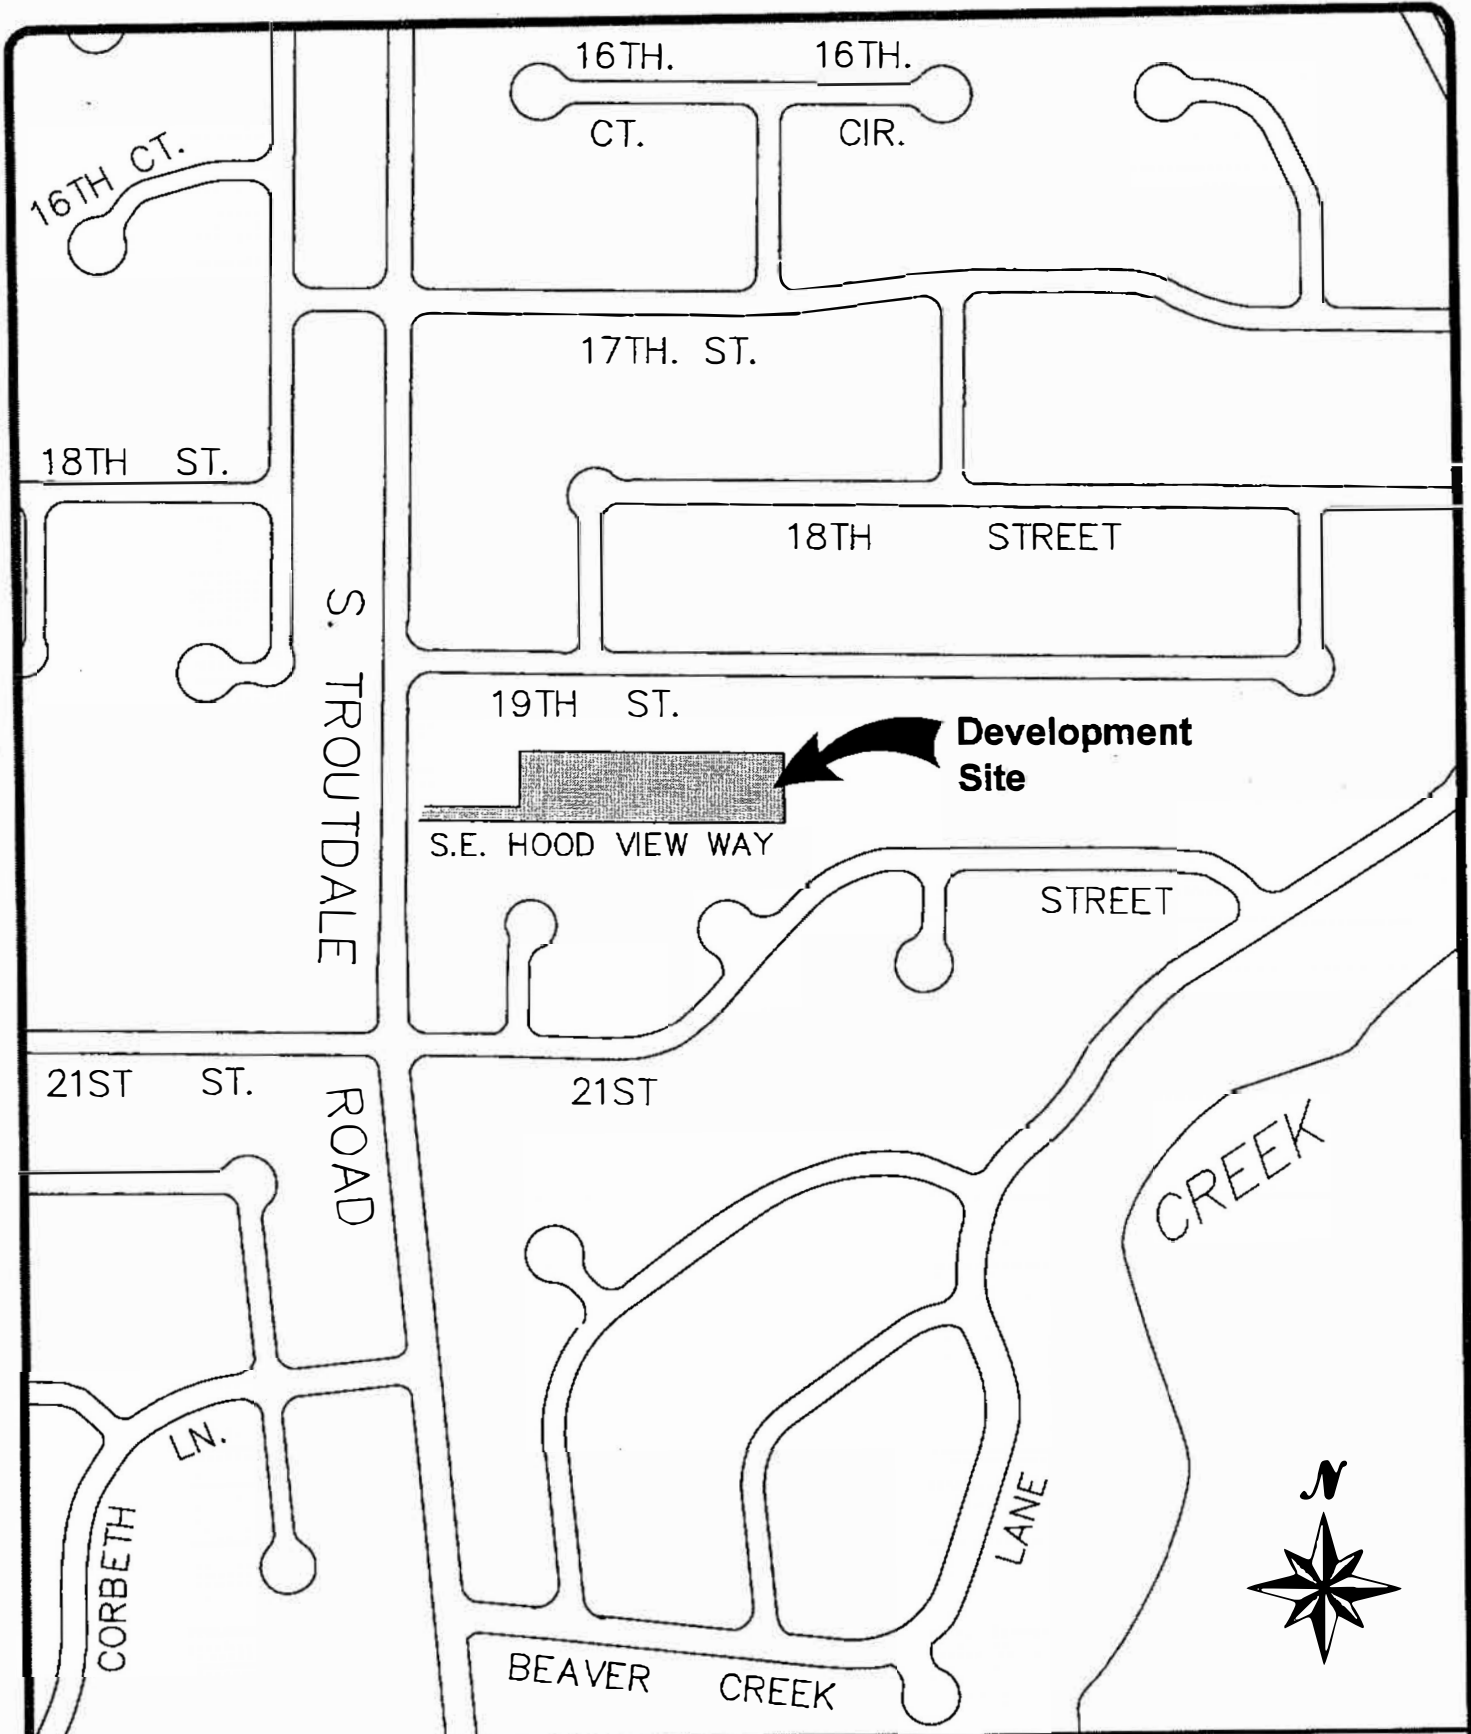 16TH. 16TH.
CT. CIR.
16TH CT.
17TH. ST.
18TH ST.
18TH STREET
S. TROUTDALE ROAD
19TH ST.
Development
Site
S.E. HOOD VIEW WAY
STREET
21ST ST.
21ST
CREEK
LN.
CORBETH
LANE
N
BEAVER CREEK